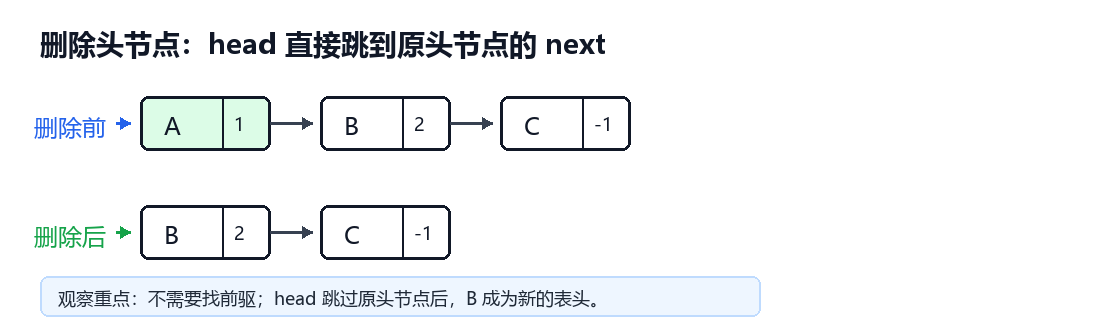 删除头节点：head 直接跳到原头节点的 next
删除前 A 1 B 2 C -1
删除后 B 2 C -1
观察重点：不需要找前驱；head 跳过原头节点后，B 成为新的表头。